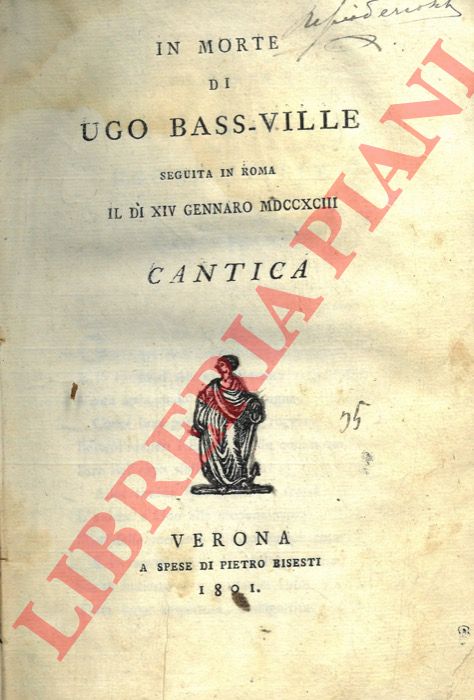 IN MORTE
DI
UGO BASS-VILLE
SEGUITA IN ROMA
IL DÌ XIV GENNARO MDCCXCIII
CANTICA
95
VERONA
A SPESE DI PIETRO BISESTI
1801.
LIBRERIA PIANI